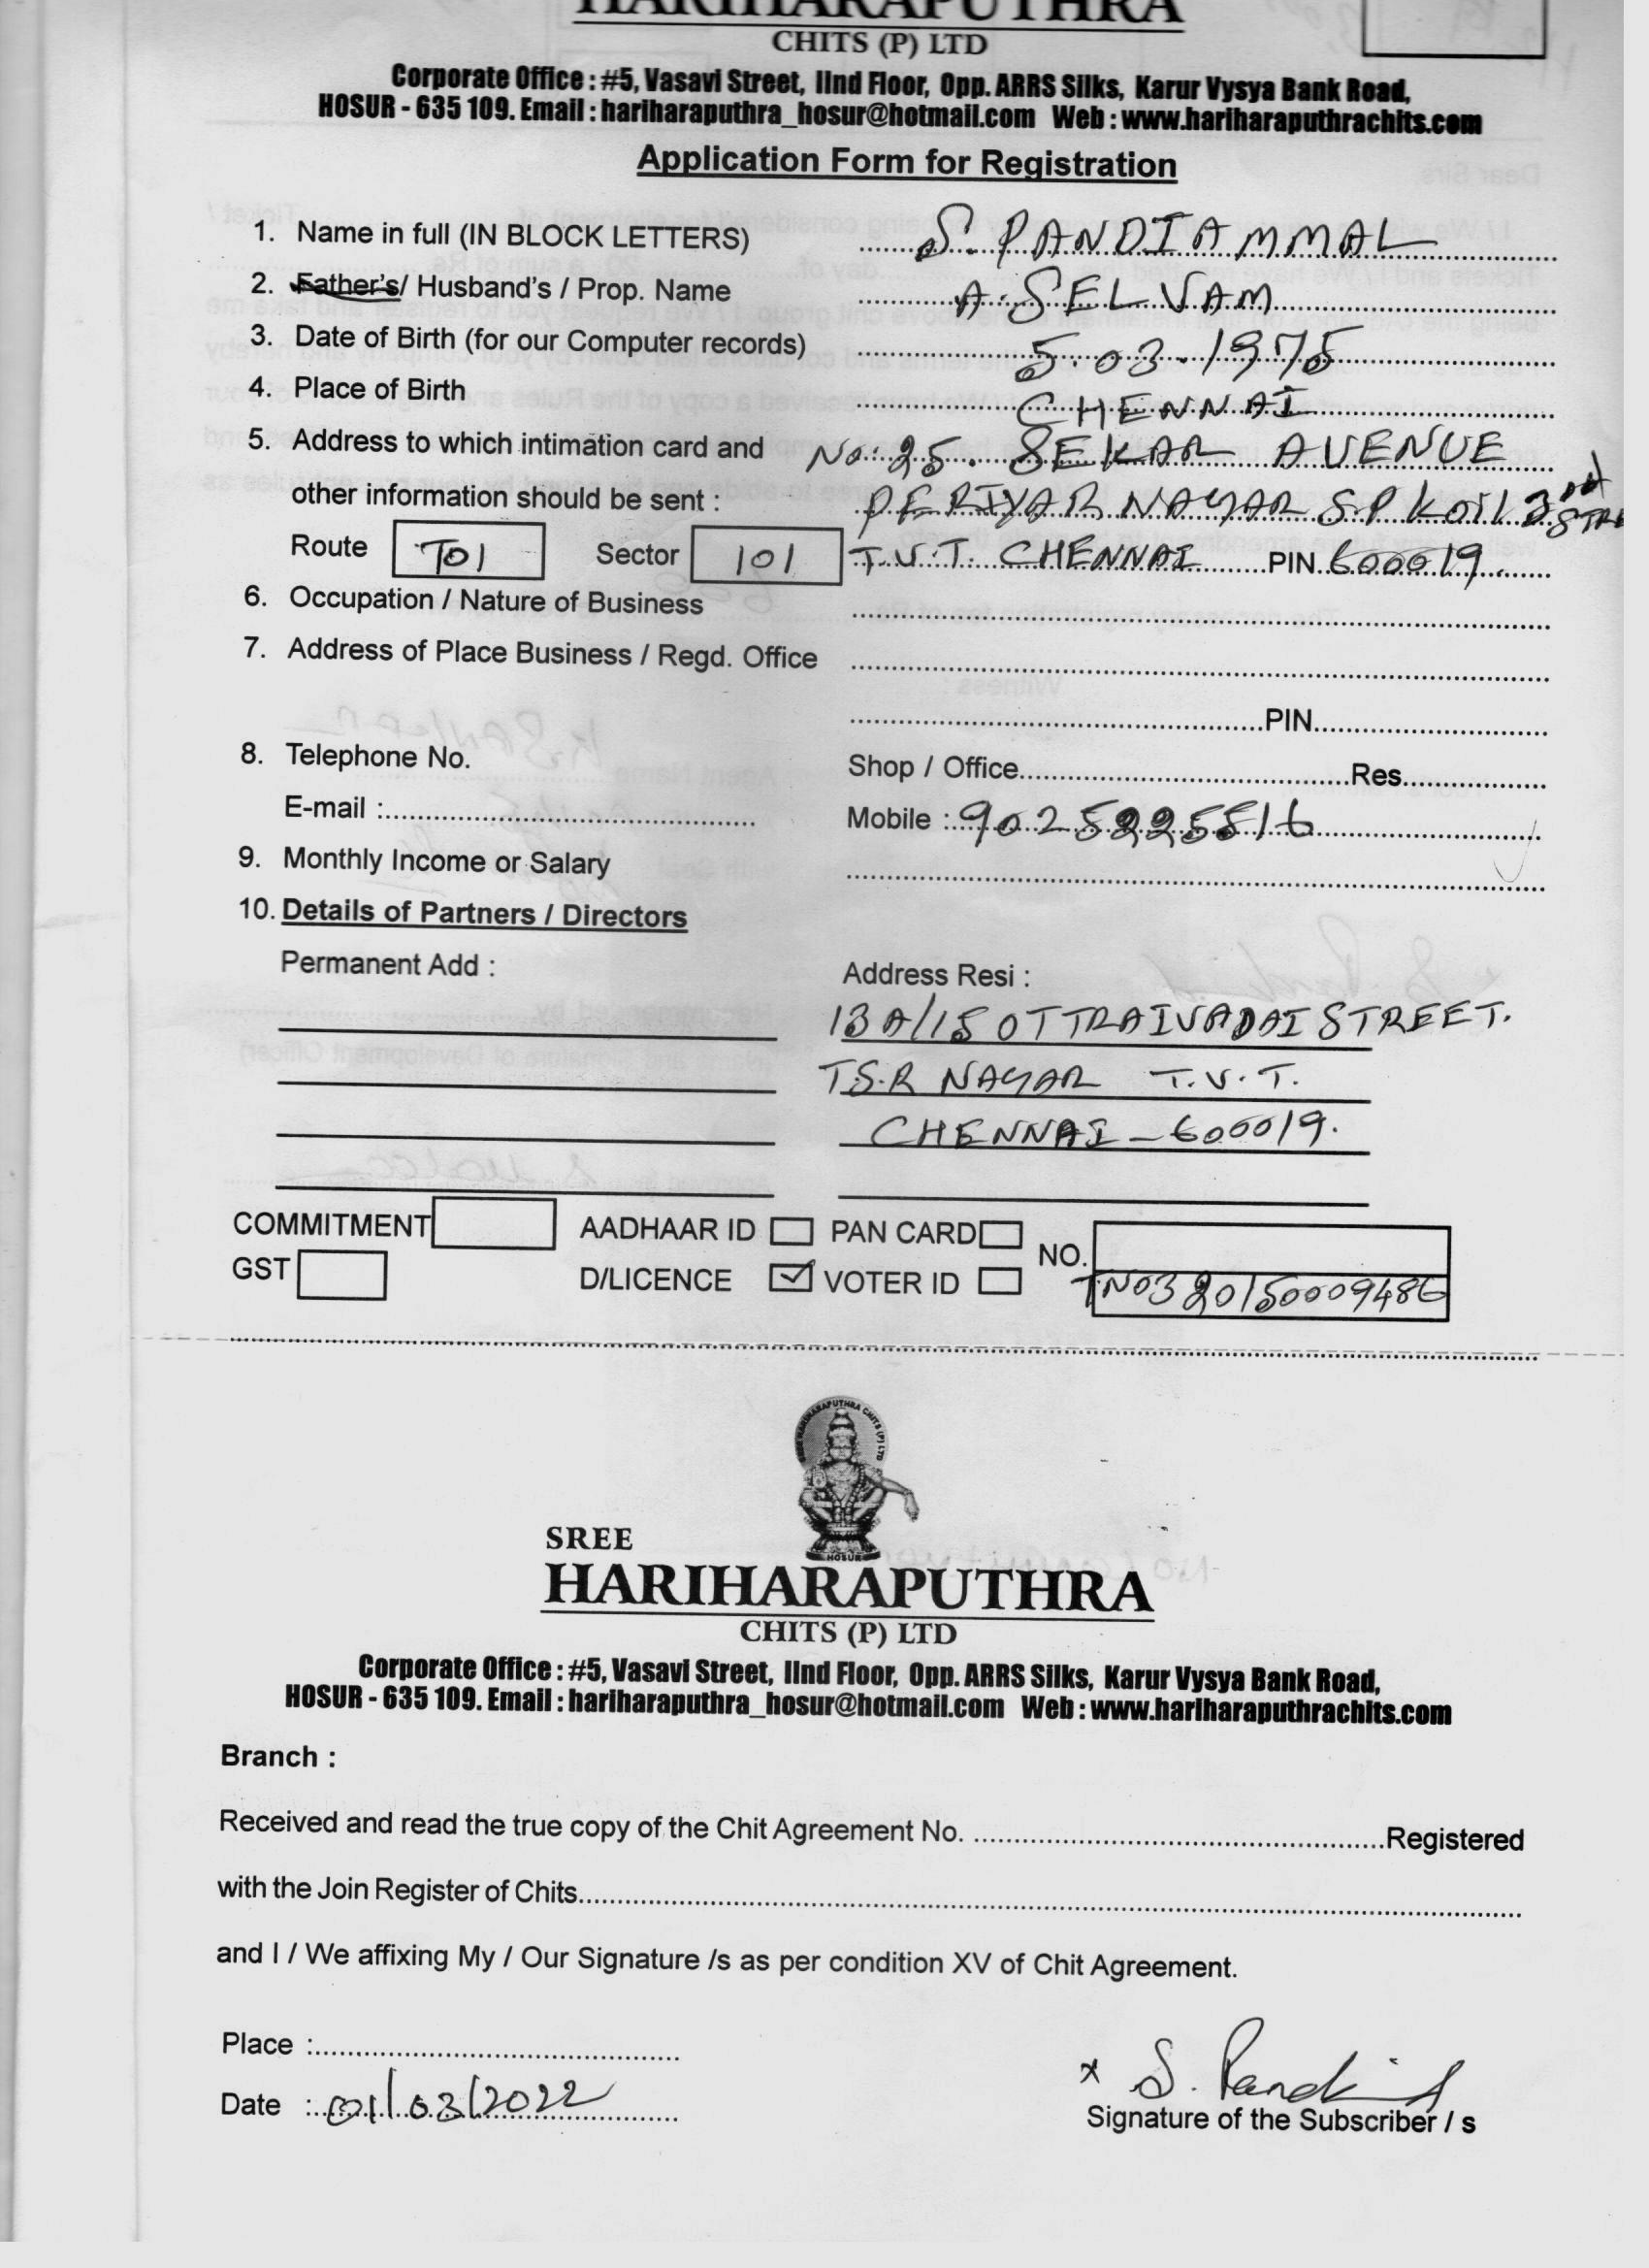 HARIHARAPUTHRA
CHITS (P) LTD
Corporate Office : #5, Vasavi Street, IInd Floor, Opp. ARRS Silks, Karur Vysya Bank Road,
HOSUR - 635 109. Email : hariharaputhra_hosur@hotmail.com Web : www.hariharaputhrachits.com
Application Form for Registration
1. Name in full (IN BLOCK LETTERS) S. PANDIAMMAL
2. Father's / Husband's / Prop. Name A. SELVAM
3. Date of Birth (for our Computer records) 5.03.1975
4. Place of Birth CHENNAI
5. Address to which intimation card and No: 25. SEKAR AVENUE
other information should be sent : PERIYAR NAGAR S.P KOIL 3rd STRE
Route T01 Sector 101 T.V.T. CHENNAI PIN 600019.
6. Occupation / Nature of Business
7. Address of Place Business / Regd. Office
PIN
8. Telephone No. Shop / Office Res.
E-mail : Mobile : 9025225516
9. Monthly Income or Salary
10. Details of Partners / Directors
Permanent Add : Address Resi :
13A/15 OTTRAIVADAI STREET.
T.S.R NAGAR T.V.T.
CHENNAI - 600019.
COMMITMENT AADHAAR ID PAN CARD NO.
GST D/LICENCE VOTER ID TN03 20150009486
HARIHARAPUTHRA CHITS (P) LTD
HOSUR
SREE
HARIHARAPUTHRA
CHITS (P) LTD
Corporate Office : #5, Vasavi Street, IInd Floor, Opp. ARRS Silks, Karur Vysya Bank Road,
HOSUR - 635 109. Email : hariharaputhra_hosur@hotmail.com Web : www.hariharaputhrachits.com
Branch :
Received and read the true copy of the Chit Agreement No. Registered
with the Join Register of Chits
and I / We affixing My / Our Signature /s as per condition XV of Chit Agreement.
Place :
Date : 01/03/2022
x S. Pandi
Signature of the Subscriber / s